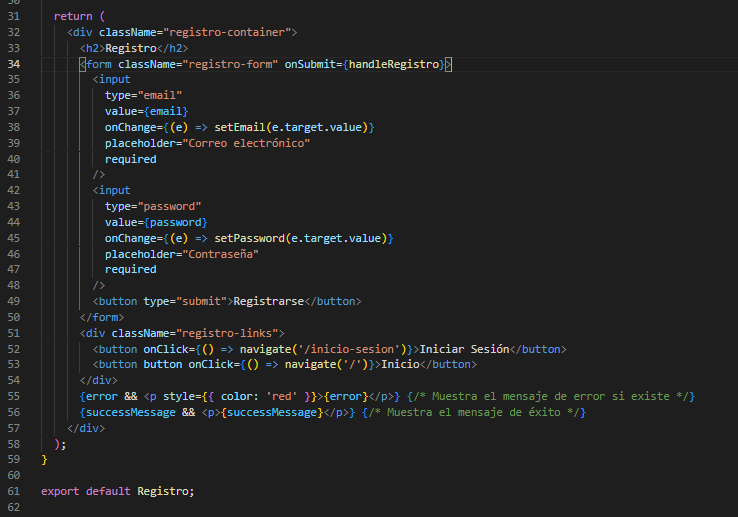 31 return (
32 <div className="registro-container">
33 <h2>Registro</h2>
34 <form className="registro-form" onSubmit={handleRegistro}>
35 <input
36 type="email"
37 value={email}
38 onChange={(e) => setEmail(e.target.value)}
39 placeholder="Correo electrónico"
40 required
41 />
42 <input
43 type="password"
44 value={password}
45 onChange={(e) => setPassword(e.target.value)}
46 placeholder="Contraseña"
47 required
48 />
49 <button type="submit">Registrarse</button>
50 </form>
51 <div className="registro-links">
52 <button onClick={() => navigate('/inicio-sesion')}>Iniciar Sesión</button>
53 <button button onClick={() => navigate('/')}>Inicio</button>
54 </div>
55 {error && <p style={{ color: 'red' }}>{error}</p>} {/* Muestra el mensaje de error si existe */}
56 {successMessage && <p>{successMessage}</p>} {/* Muestra el mensaje de éxito */}
57 </div>
58 );
59 }
60
61 export default Registro;
62